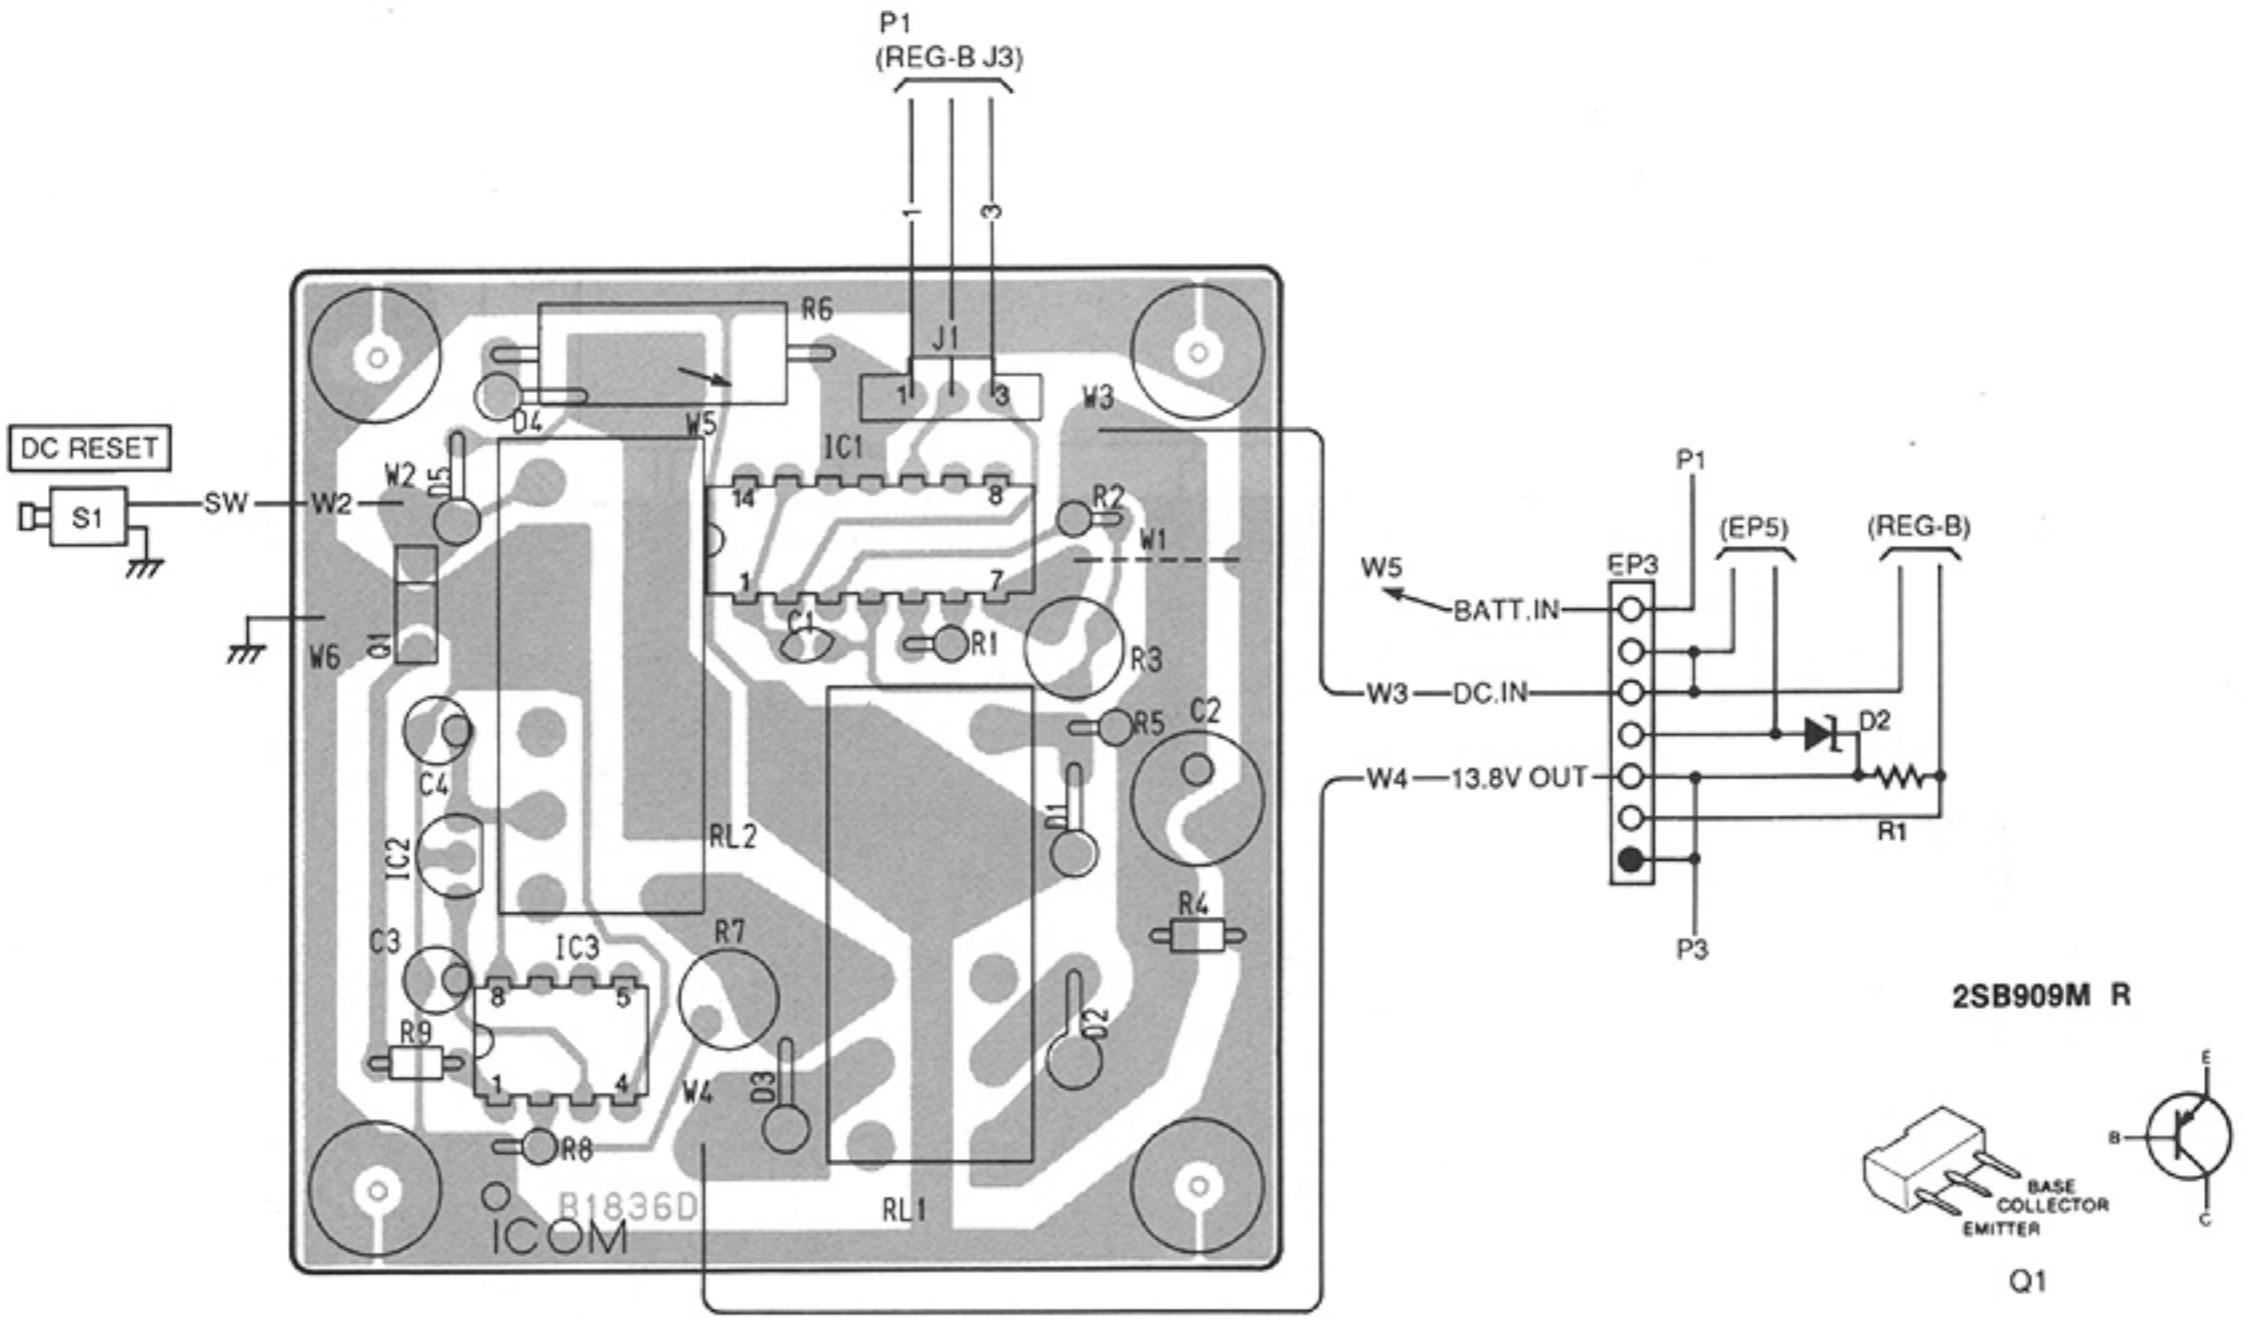 P1
(REG-B J3)
1
3
R6
J1
1
3
W3
D4
W5
IC1
DC RESET
S1
SW
W2
W2
D5
14
8
R2
W1
1
7
C1
R1
R3
W6
Q1
R5
C2
C4
D1
RL2
IC2
R4
C3
IC3
R7
8
5
R9
D2
1
4
W4
D3
R8
B1836D
ICOM
RL1
P1
(EP5)
(REG-B)
W5
EP3
BATT.IN
W3
DC.IN
D2
W4
13.8V OUT
R1
P3
2SB909M R
E
B
C
BASE
COLLECTOR
EMITTER
Q1